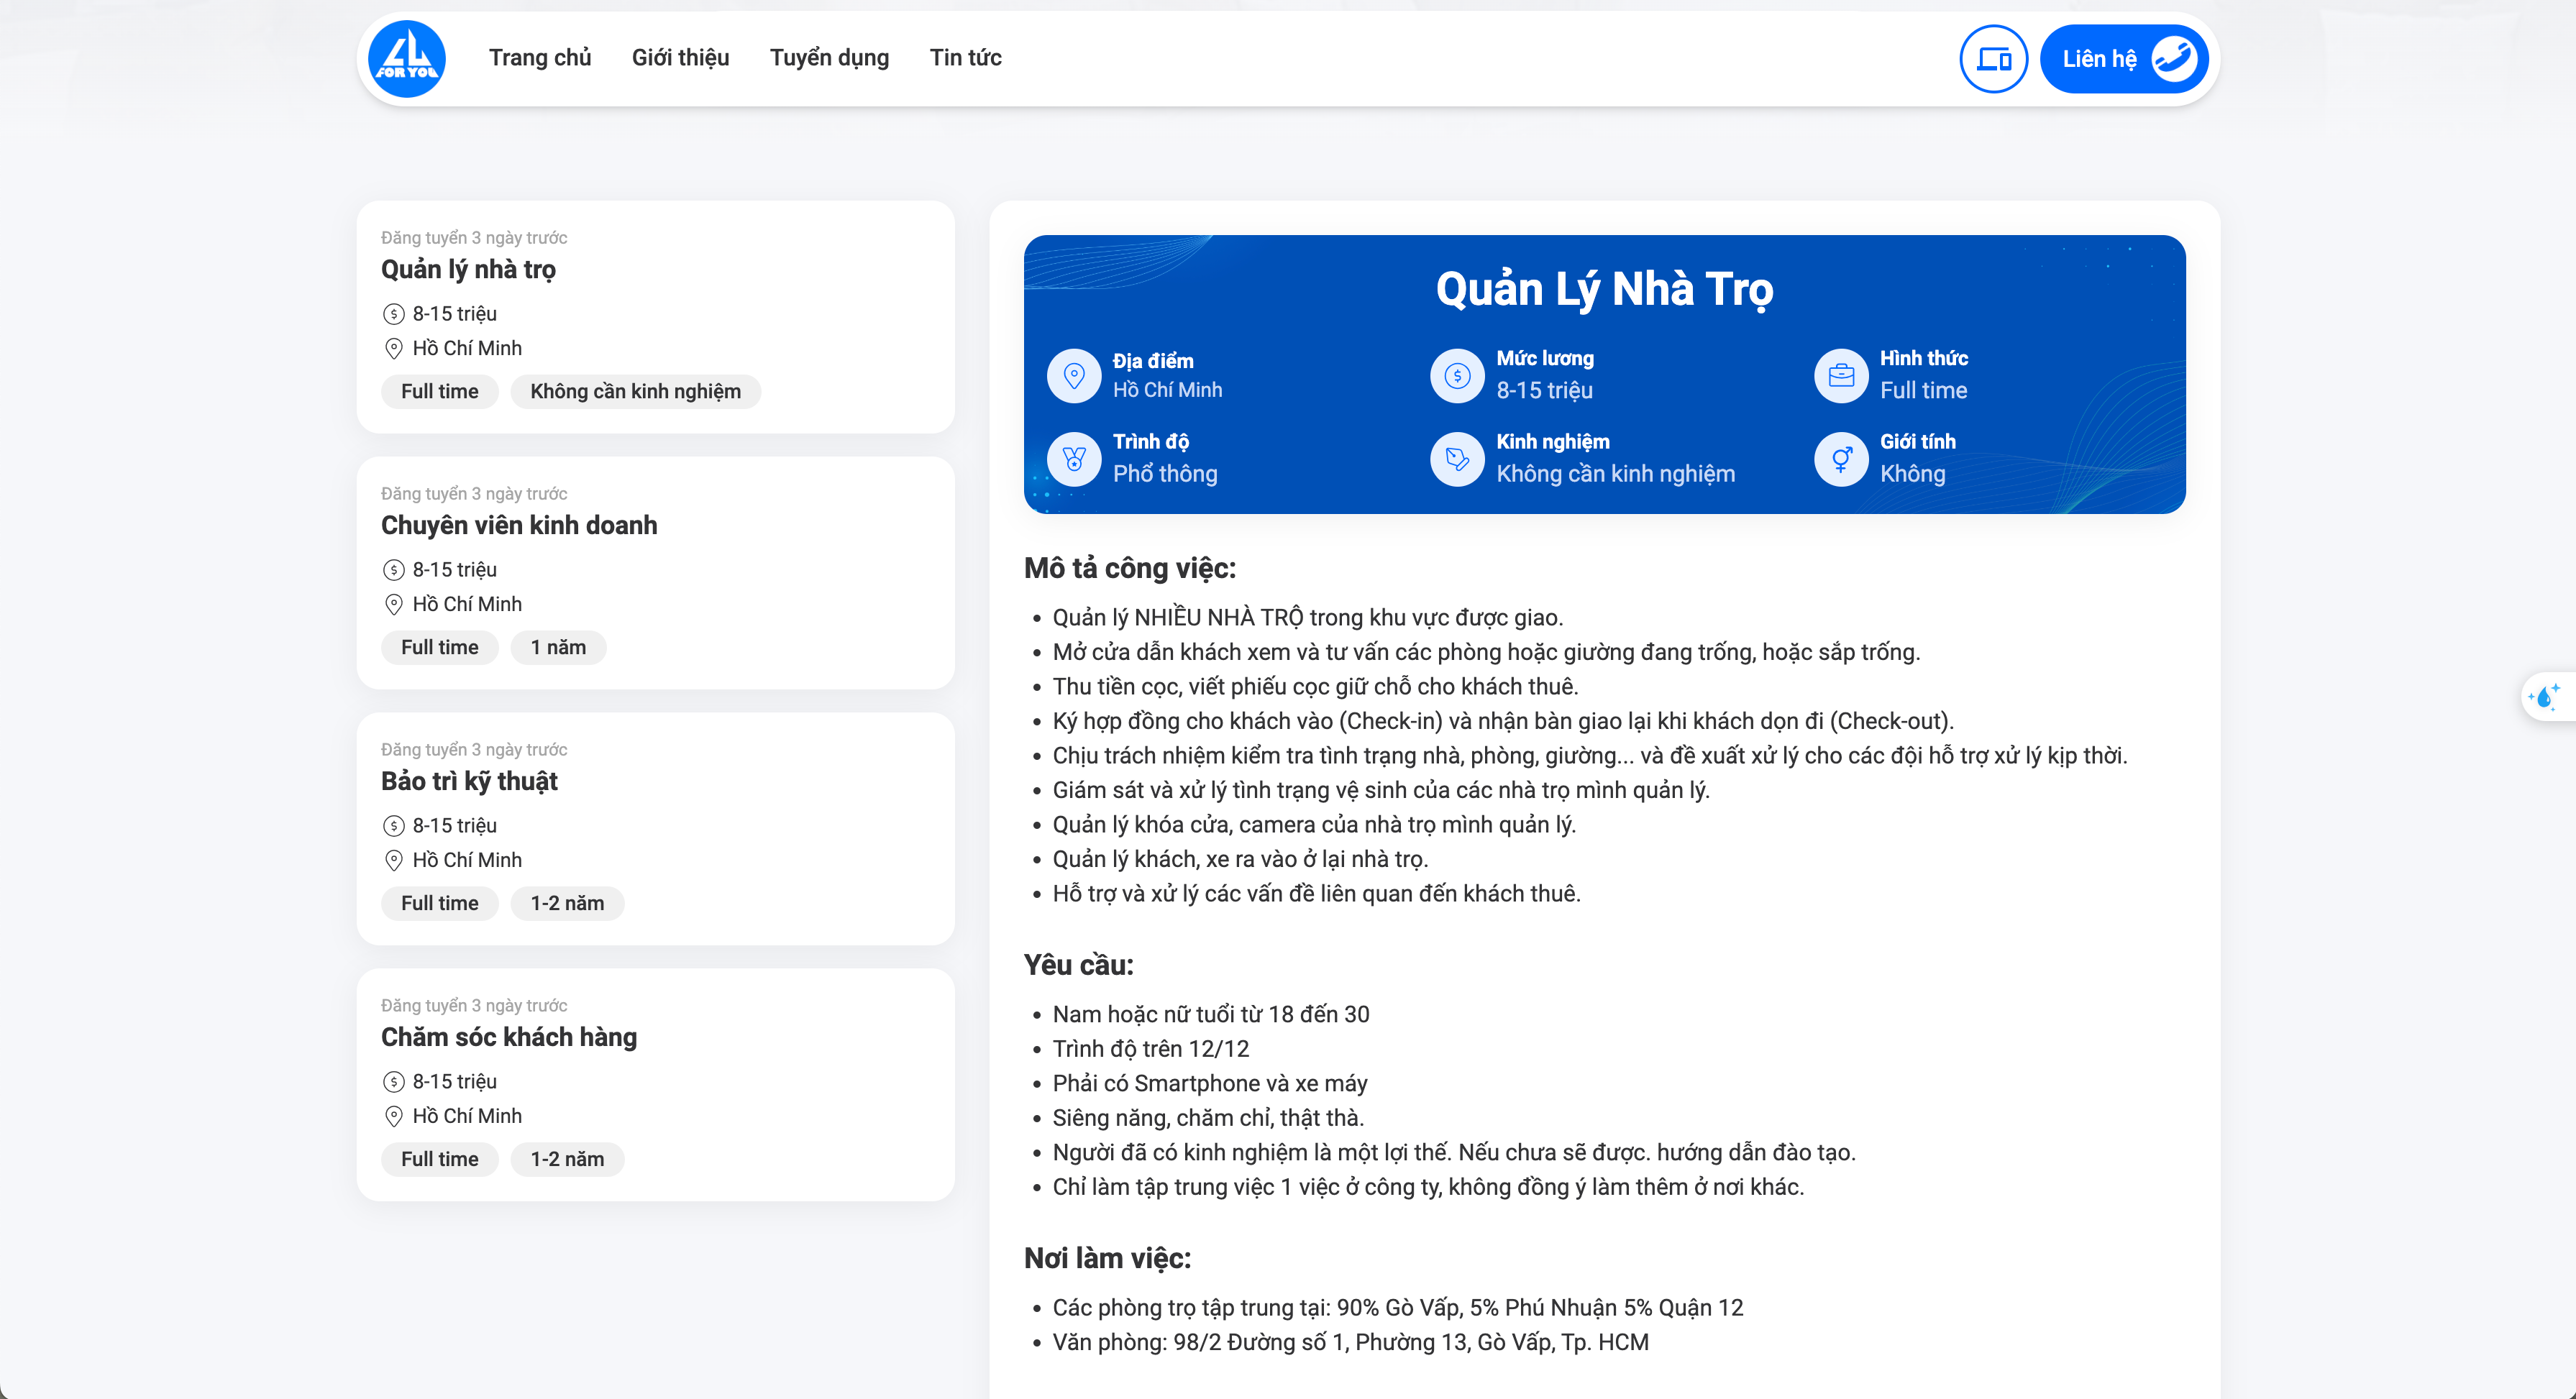 FOR YOU
Trang chủ
Giới thiệu
Tuyển dụng
Tin tức
Liên hệ
Đăng tuyển 3 ngày trước
Quản lý nhà trọ
8-15 triệu
Hồ Chí Minh
Full time
Không cần kinh nghiệm
Đăng tuyển 3 ngày trước
Chuyên viên kinh doanh
8-15 triệu
Hồ Chí Minh
Full time
1 năm
Đăng tuyển 3 ngày trước
Bảo trì kỹ thuật
8-15 triệu
Hồ Chí Minh
Full time
1-2 năm
Đăng tuyển 3 ngày trước
Chăm sóc khách hàng
8-15 triệu
Hồ Chí Minh
Full time
1-2 năm
Quản Lý Nhà Trọ
Địa điểm
Hồ Chí Minh
Mức lương
8-15 triệu
Hình thức
Full time
Trình độ
Phổ thông
Kinh nghiệm
Không cần kinh nghiệm
Giới tính
Không
Mô tả công việc:
• Quản lý NHIỀU NHÀ TRỘ trong khu vực được giao.
• Mở cửa dẫn khách xem và tư vấn các phòng hoặc giường đang trống, hoặc sắp trống.
• Thu tiền cọc, viết phiếu cọc giữ chỗ cho khách thuê.
• Ký hợp đồng cho khách vào (Check-in) và nhận bàn giao lại khi khách dọn đi (Check-out).
• Chịu trách nhiệm kiểm tra tình trạng nhà, phòng, giường... và đề xuất xử lý cho các đội hỗ trợ xử lý kịp thời.
• Giám sát và xử lý tình trạng vệ sinh của các nhà trọ mình quản lý.
• Quản lý khóa cửa, camera của nhà trọ mình quản lý.
• Quản lý khách, xe ra vào ở lại nhà trọ.
• Hỗ trợ và xử lý các vấn đề liên quan đến khách thuê.
Yêu cầu:
• Nam hoặc nữ tuổi từ 18 đến 30
• Trình độ trên 12/12
• Phải có Smartphone và xe máy
• Siêng năng, chăm chỉ, thật thà.
• Người đã có kinh nghiệm là một lợi thế. Nếu chưa sẽ được. hướng dẫn đào tạo.
• Chỉ làm tập trung việc 1 việc ở công ty, không đồng ý làm thêm ở nơi khác.
Nơi làm việc:
• Các phòng trọ tập trung tại: 90% Gò Vấp, 5% Phú Nhuận 5% Quận 12
• Văn phòng: 98/2 Đường số 1, Phường 13, Gò Vấp, Tp. HCM